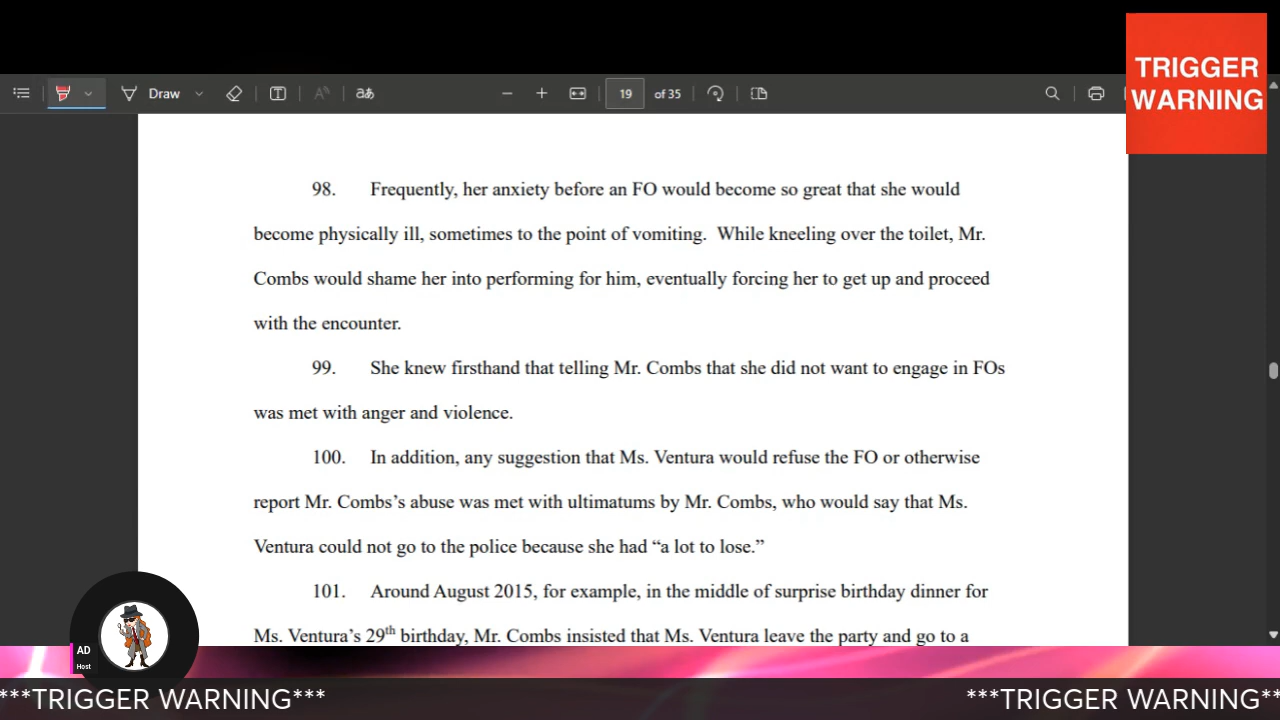 TRIGGER
WARNING
Draw
19
of 35
98. Frequently, her anxiety before an FO would become so great that she would
become physically ill, sometimes to the point of vomiting. While kneeling over the toilet, Mr.
Combs would shame her into performing for him, eventually forcing her to get up and proceed
with the encounter.
99. She knew firsthand that telling Mr. Combs that she did not want to engage in FOs
was met with anger and violence.
100. In addition, any suggestion that Ms. Ventura would refuse the FO or otherwise
report Mr. Combs’s abuse was met with ultimatums by Mr. Combs, who would say that Ms.
Ventura could not go to the police because she had “a lot to lose.”
101. Around August 2015, for example, in the middle of surprise birthday dinner for
Ms. Ventura’s 29th birthday, Mr. Combs insisted that Ms. Ventura leave the party and go to a
AD
Host
***TRIGGER WARNING*** ***TRIGGER WARNING**